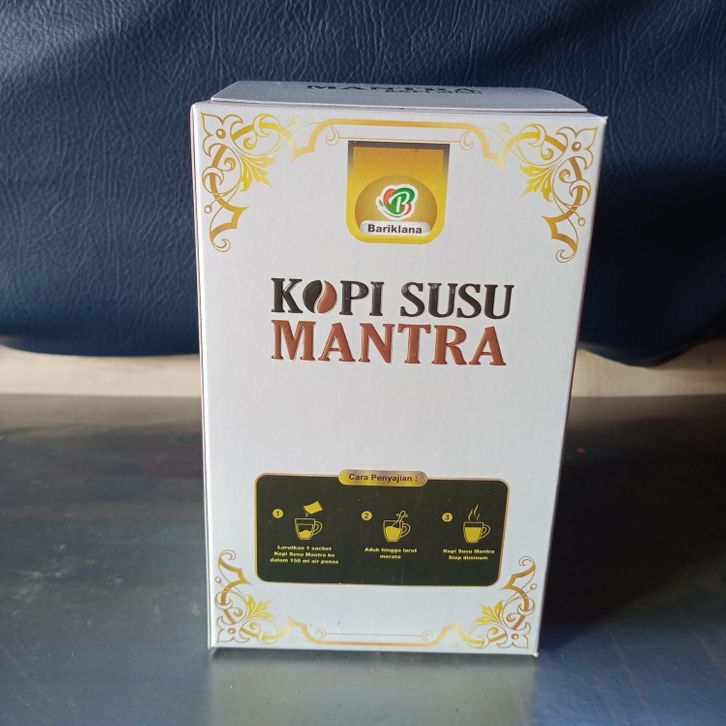 MANTRA
Bariklana
KOPI SUSU
MANTRA
Cara Penyajian :
1
Larutkan 1 sachet
Kopi Susu Mantra ke
dalam 150 ml air panas
2
Aduk hingga larut
merata
3
Kopi Susu Mantra
Siap diminum